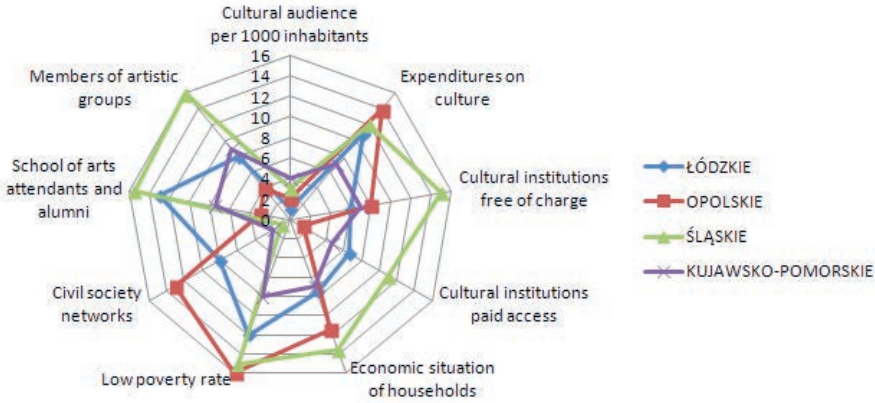 Cultural audience
per 1000 inhabitants
16
14
12
10
8
6
4
2
0
Expenditures on
culture
Cultural institutions
free of charge
Cultural institutions
paid access
Economic situation
of households
Low poverty rate
Civil society
networks
School of arts
attendants and
alumni
Members of artistic
groups
ŁÓDZKIE
OPOLSKIE
ŚLĄSKIE
KUJAWSKO-POMORSKIE